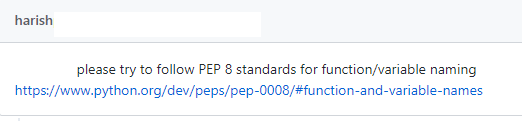 harish
please try to follow PEP 8 standards for function/variable naming
https://www.python.org/dev/peps/pep-0008/#function-and-variable-names